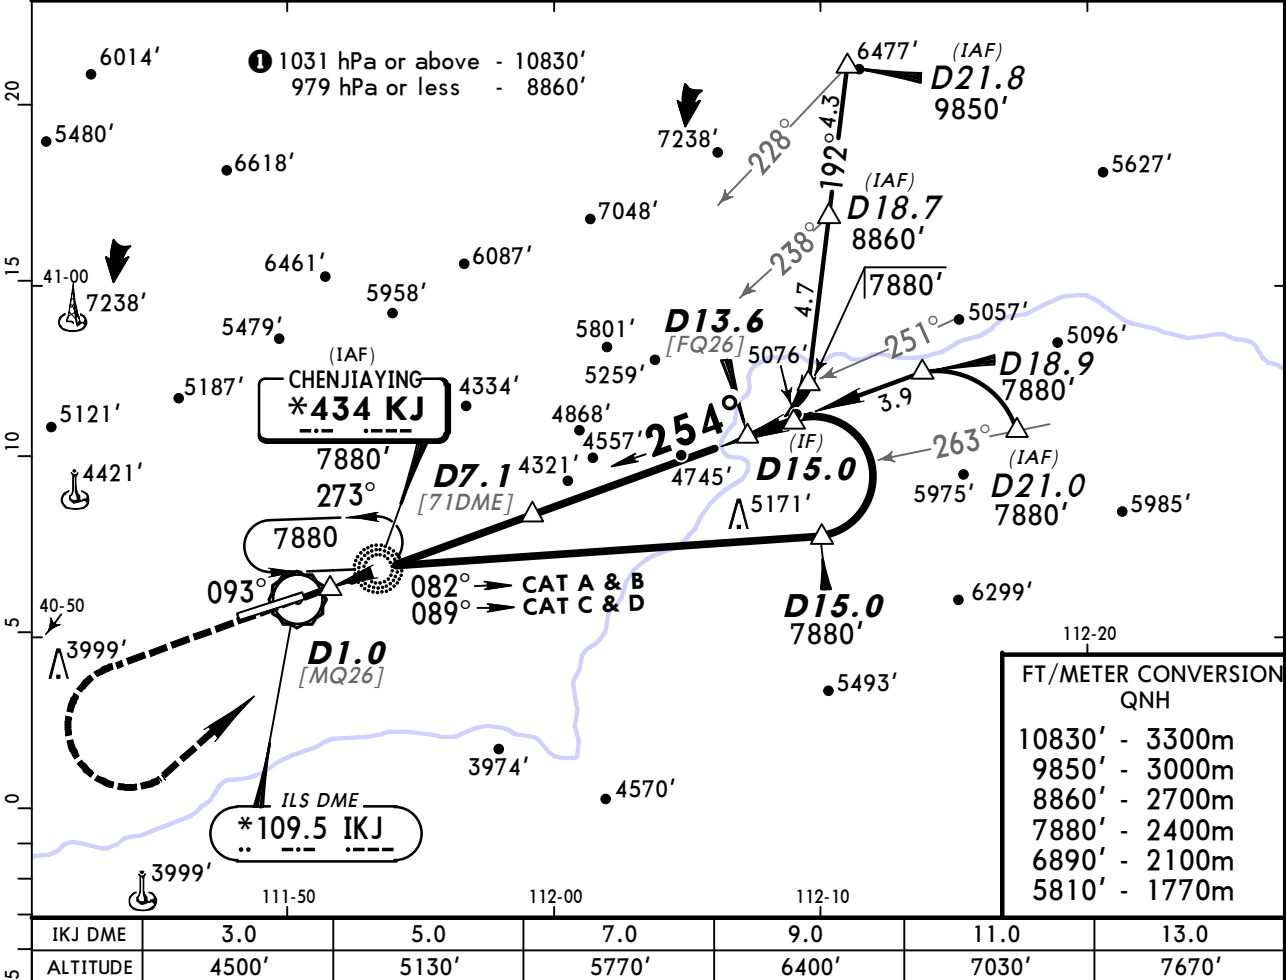 6014'
❶ 1031 hPa or above - 10830'
979 hPa or less - 8860'
6477'
(IAF)
D21.8
9850'
20
5480'
6618'
7238'
228°
4.3
192°
5627'
7048'
(IAF)
D18.7
8860'
6461'
6087'
238°
15
41-00
7238'
5958'
7880'
4.7
5479'
5801'
D13.6
[FQ26]
5076'
251°
5057'
5096'
(IAF)
CHENJIAYING
*434 KJ
7880'
5187'
4334'
5259'
D18.9
7880'
3.9
5121'
4868'
254°
10
4557'
(IF)
D15.0
263°
4421'
273°
D7.1
[71DME]
4321'
4745'
5171'
5975'
(IAF)
D21.0
7880'
5985'
7880
093°
082° CAT A & B
089° CAT C & D
D15.0
7880'
6299'
40-50
5
3999'
D1.0
[MQ26]
112-20
5493'
FT/METER CONVERSION
QNH
10830' - 3300m
9850' - 3000m
8860' - 2700m
7880' - 2400m
6890' - 2100m
5810' - 1770m
3974'
4570'
0
ILS DME
*109.5 IKJ
3999'
111-50
112-00
112-10
5
IKJ DME 3.0 5.0 7.0 9.0 11.0 13.0
ALTITUDE 4500' 5130' 5770' 6400' 7030' 7670'